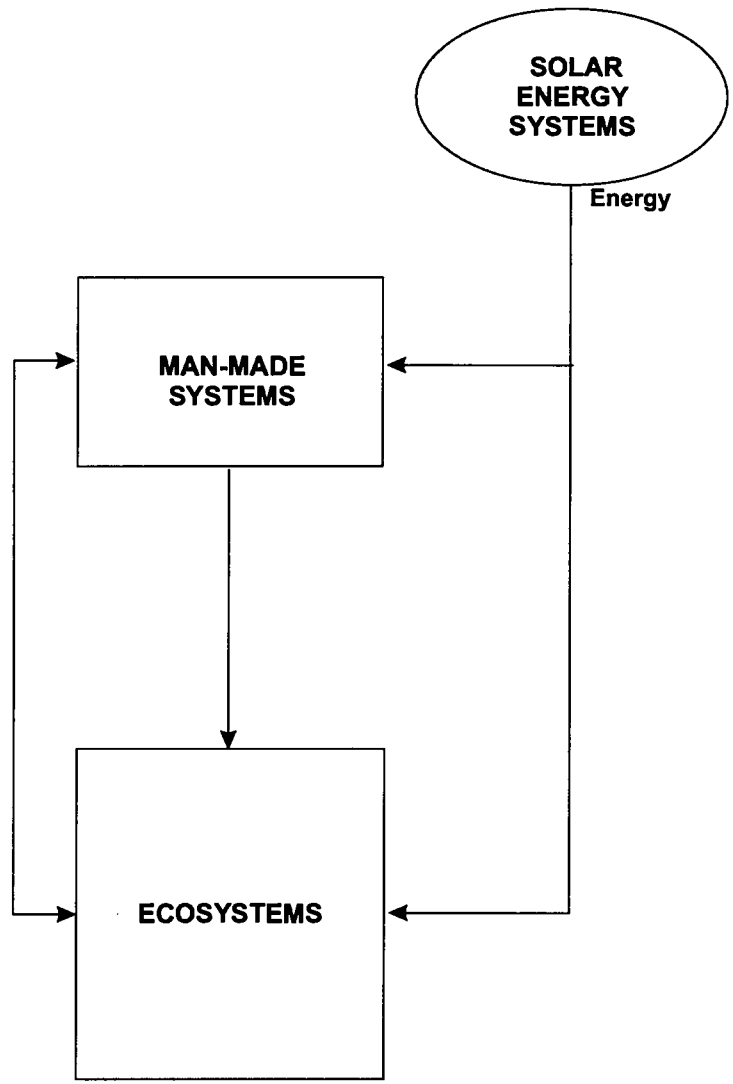 SOLAR
ENERGY
SYSTEMS
Energy
MAN-MADE
SYSTEMS
ECOSYSTEMS